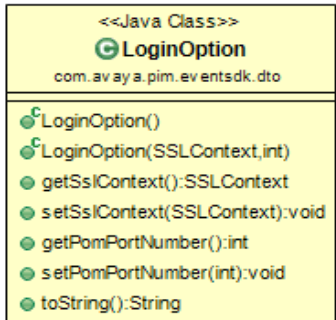 <<Java Class>>
C LoginOption
com.avaya.pim.eventsdk.dto
C LoginOption()
C LoginOption(SSLContext,int)
getSslContext():SSLContext
setSslContext(SSLContext):void
getPomPortNumber():int
setPomPortNumber(int):void
toString():String